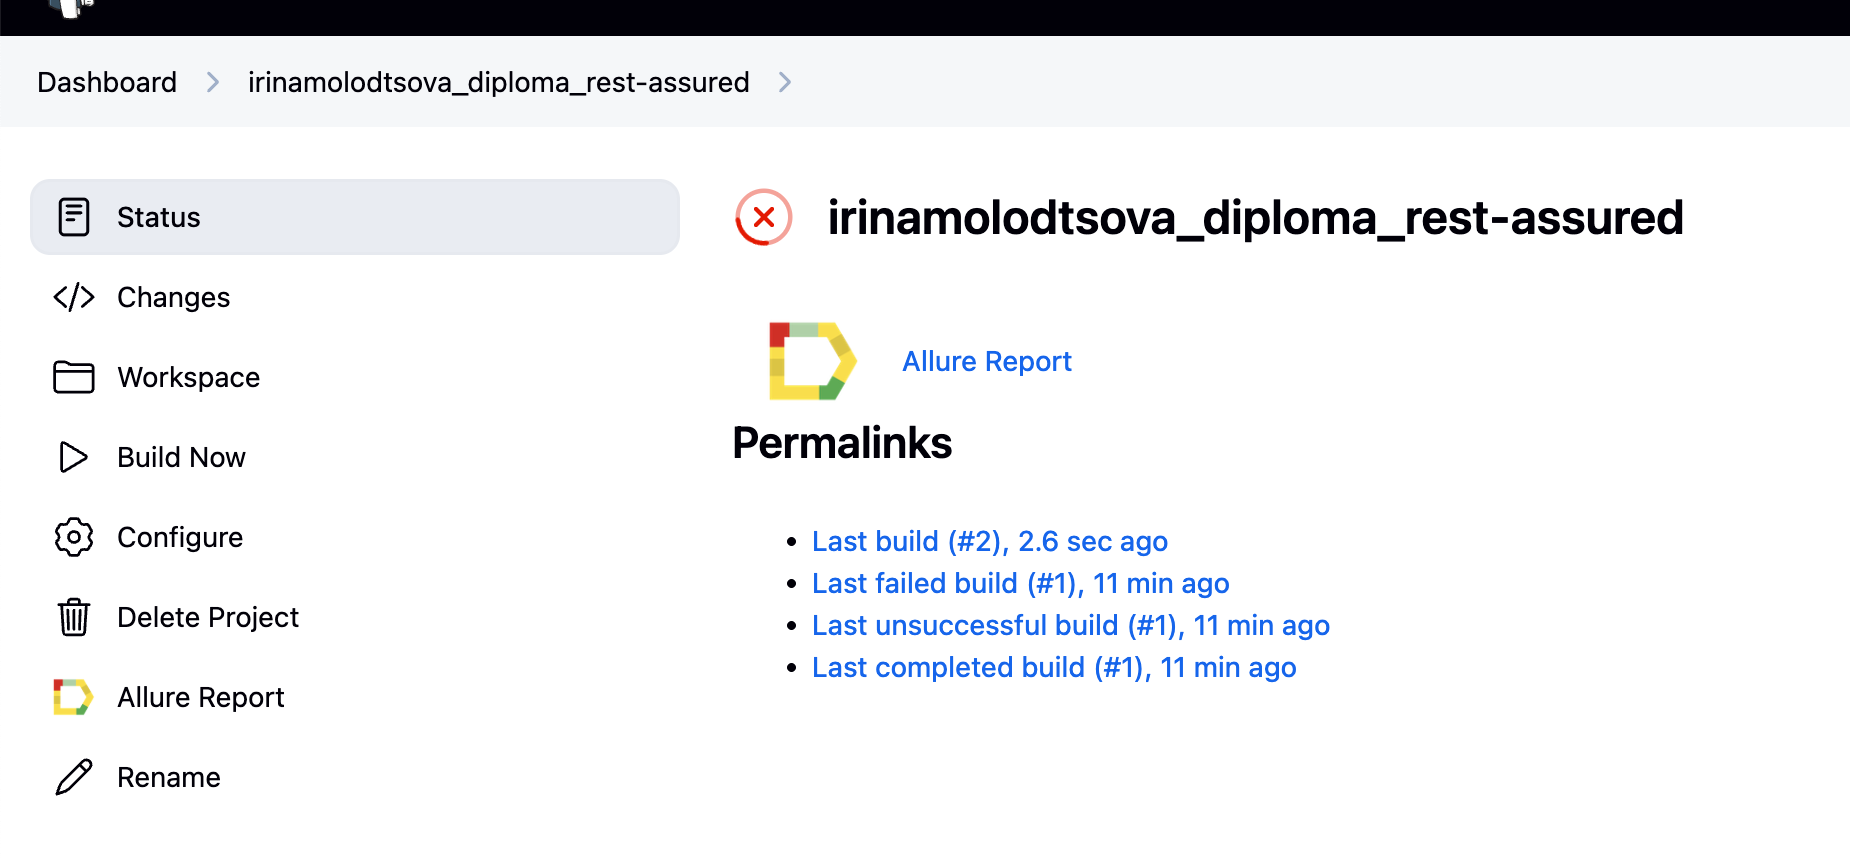 Dashboard > irinamolodtsova_diploma_rest-assured >
Status
Changes
Workspace
Build Now
Configure
Delete Project
Allure Report
Rename
irinamolodtsova_diploma_rest-assured
Allure Report
Permalinks
• Last build (#2), 2.6 sec ago
• Last failed build (#1), 11 min ago
• Last unsuccessful build (#1), 11 min ago
• Last completed build (#1), 11 min ago